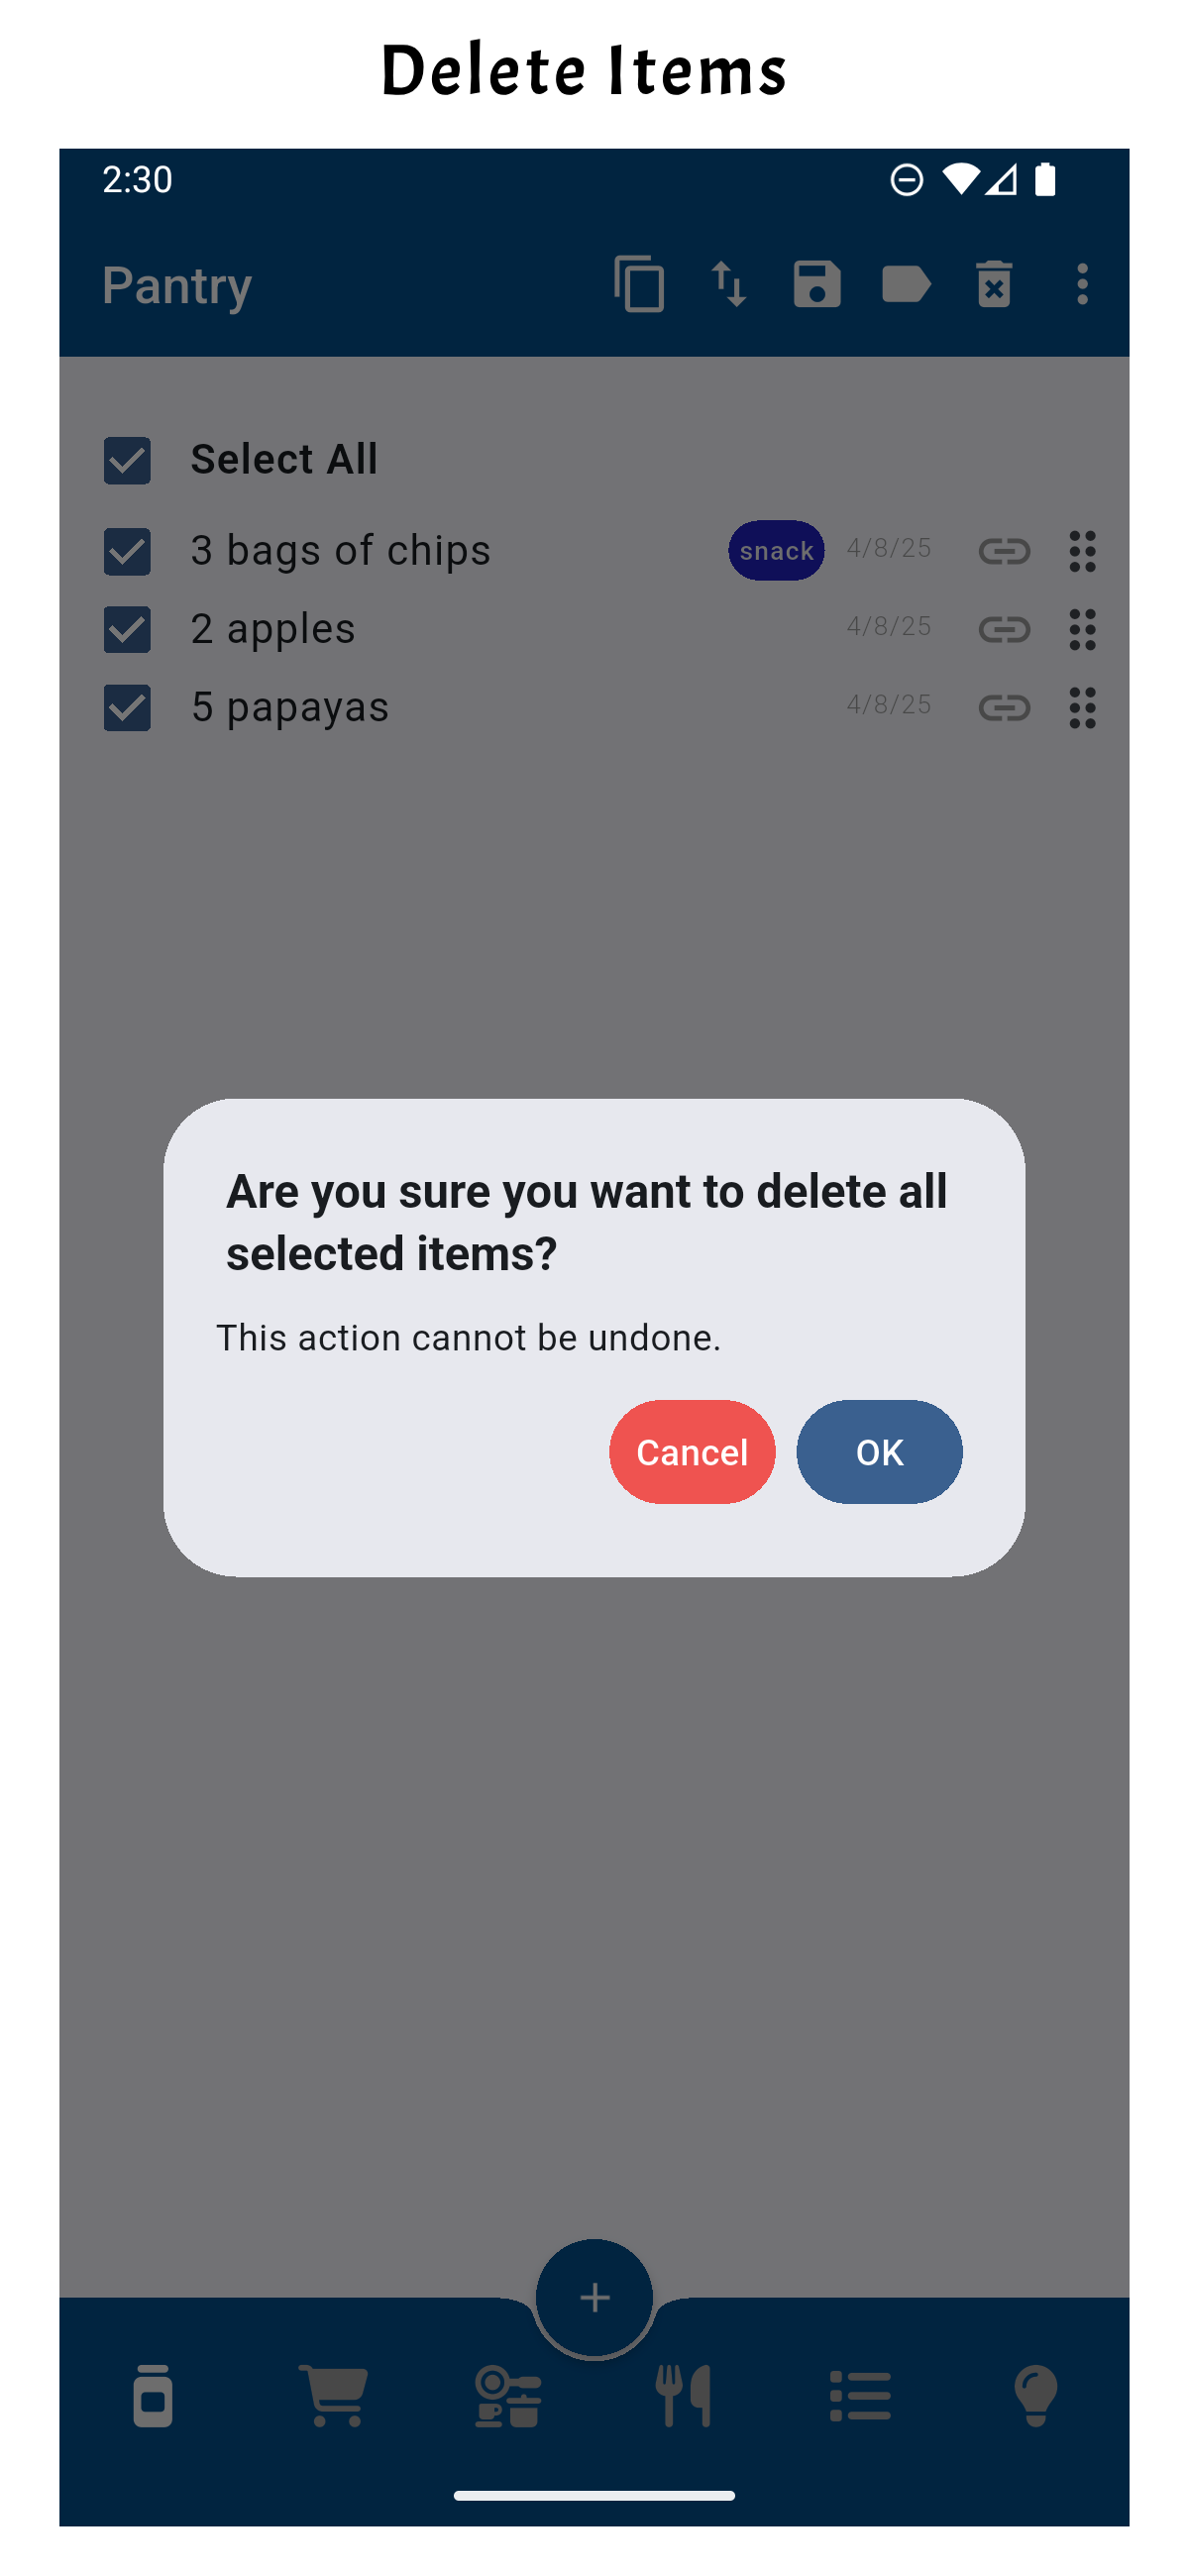 Delete Items
2:30
Pantry
Select All
3 bags of chips snack 4/8/25
2 apples 4/8/25
5 papayas 4/8/25
Are you sure you want to delete all
selected items?
This action cannot be undone.
Cancel OK